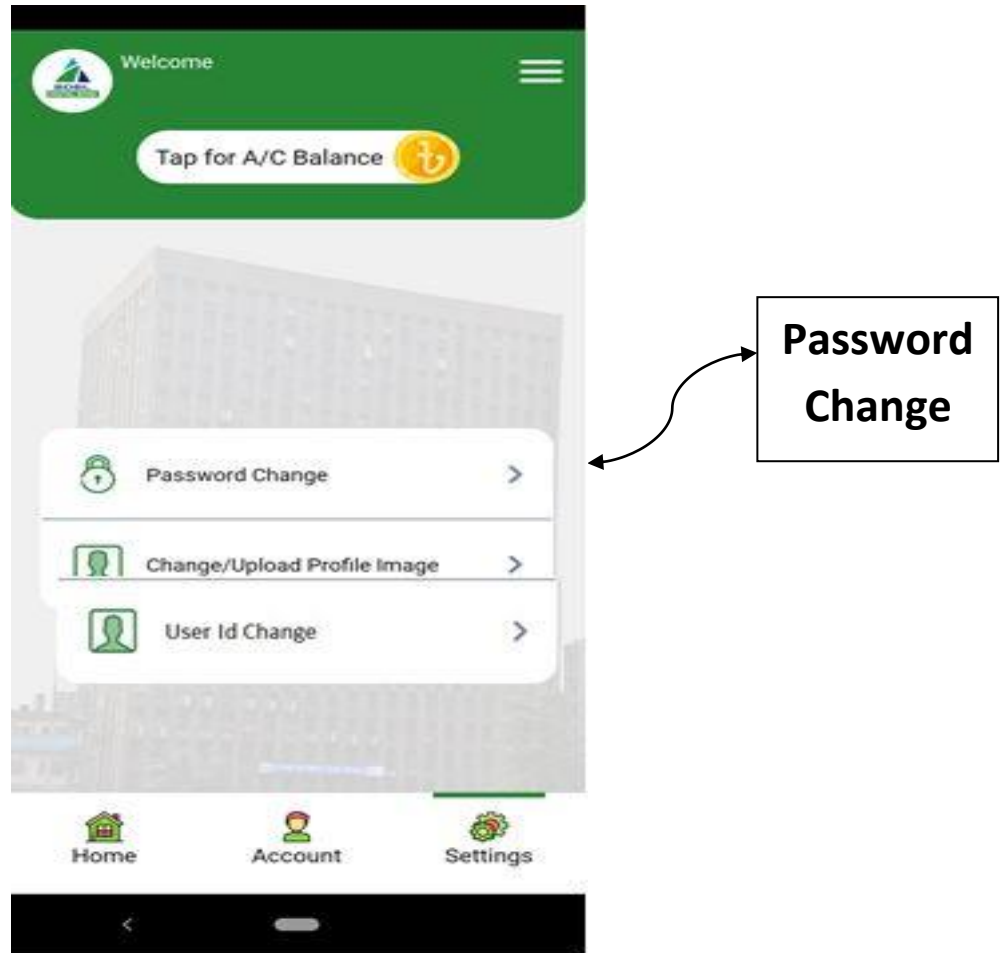 Welcome
Tap for A/C Balance ৳
Password Change
Change/Upload Profile Image
User Id Change
Home
Account
Settings
Password
Change